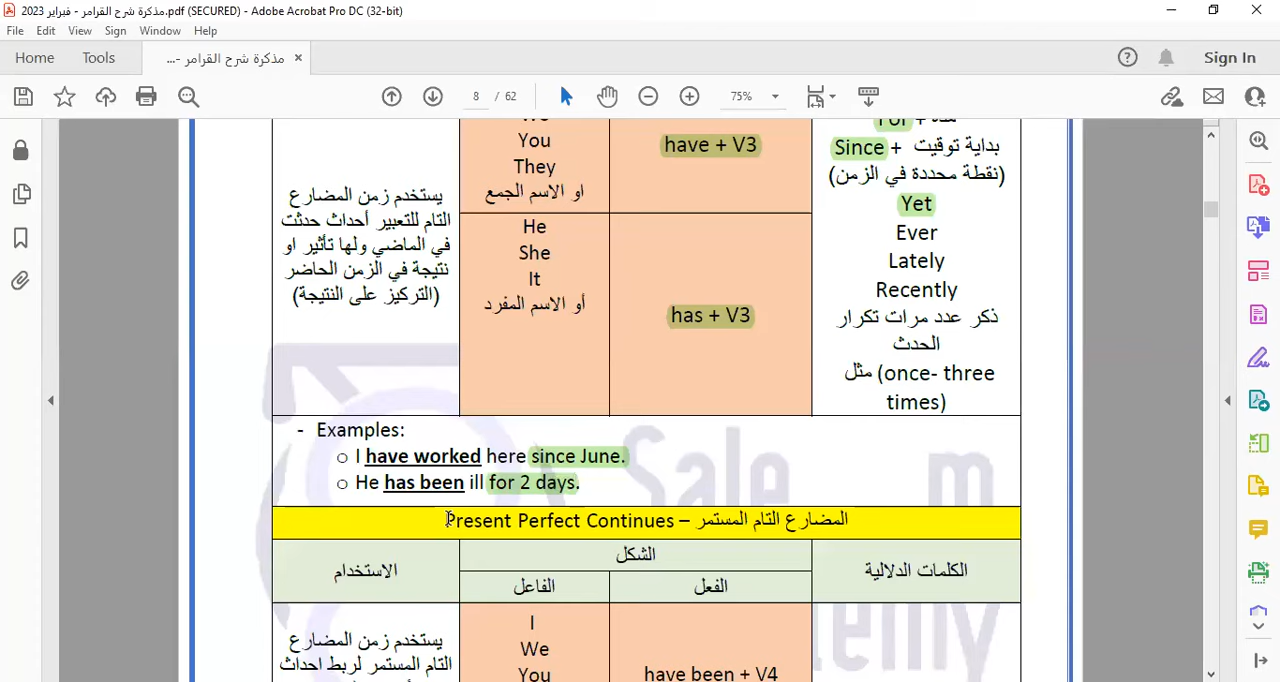 مذكرة شرح القرامر - فبراير 2023.pdf (SECURED) - Adobe Acrobat Pro DC (32-bit)
File Edit View Sign Window Help
Home Tools مذكرة شرح القرامر -... × Sign In
8 / 62 75%
We
You
They
او الاسم الجمع
have + V3
For + مدة
Since + بداية توقيت
(نقطة محددة في الزمن)
Yet
Ever
Lately
Recently
ذكر عدد مرات تكرار
الحدث
مثل (once- three
times)
يستخدم زمن المضارع
التام للتعبير أحداث حدثت
في الماضي ولها تأثير او
نتيجة في الزمن الحاضر
(التركيز على النتيجة)
He
She
It
أو الاسم المفرد
has + V3
- Examples:
o I have worked here since June.
o He has been ill for 2 days.
Present Perfect Continues – المضارع التام المستمر
الاستخدام
الشكل
الكلمات الدلالية
الفاعل
الفعل
يستخدم زمن المضارع
التام المستمر لربط احداث
I
We
You
have been + V4
Sale m